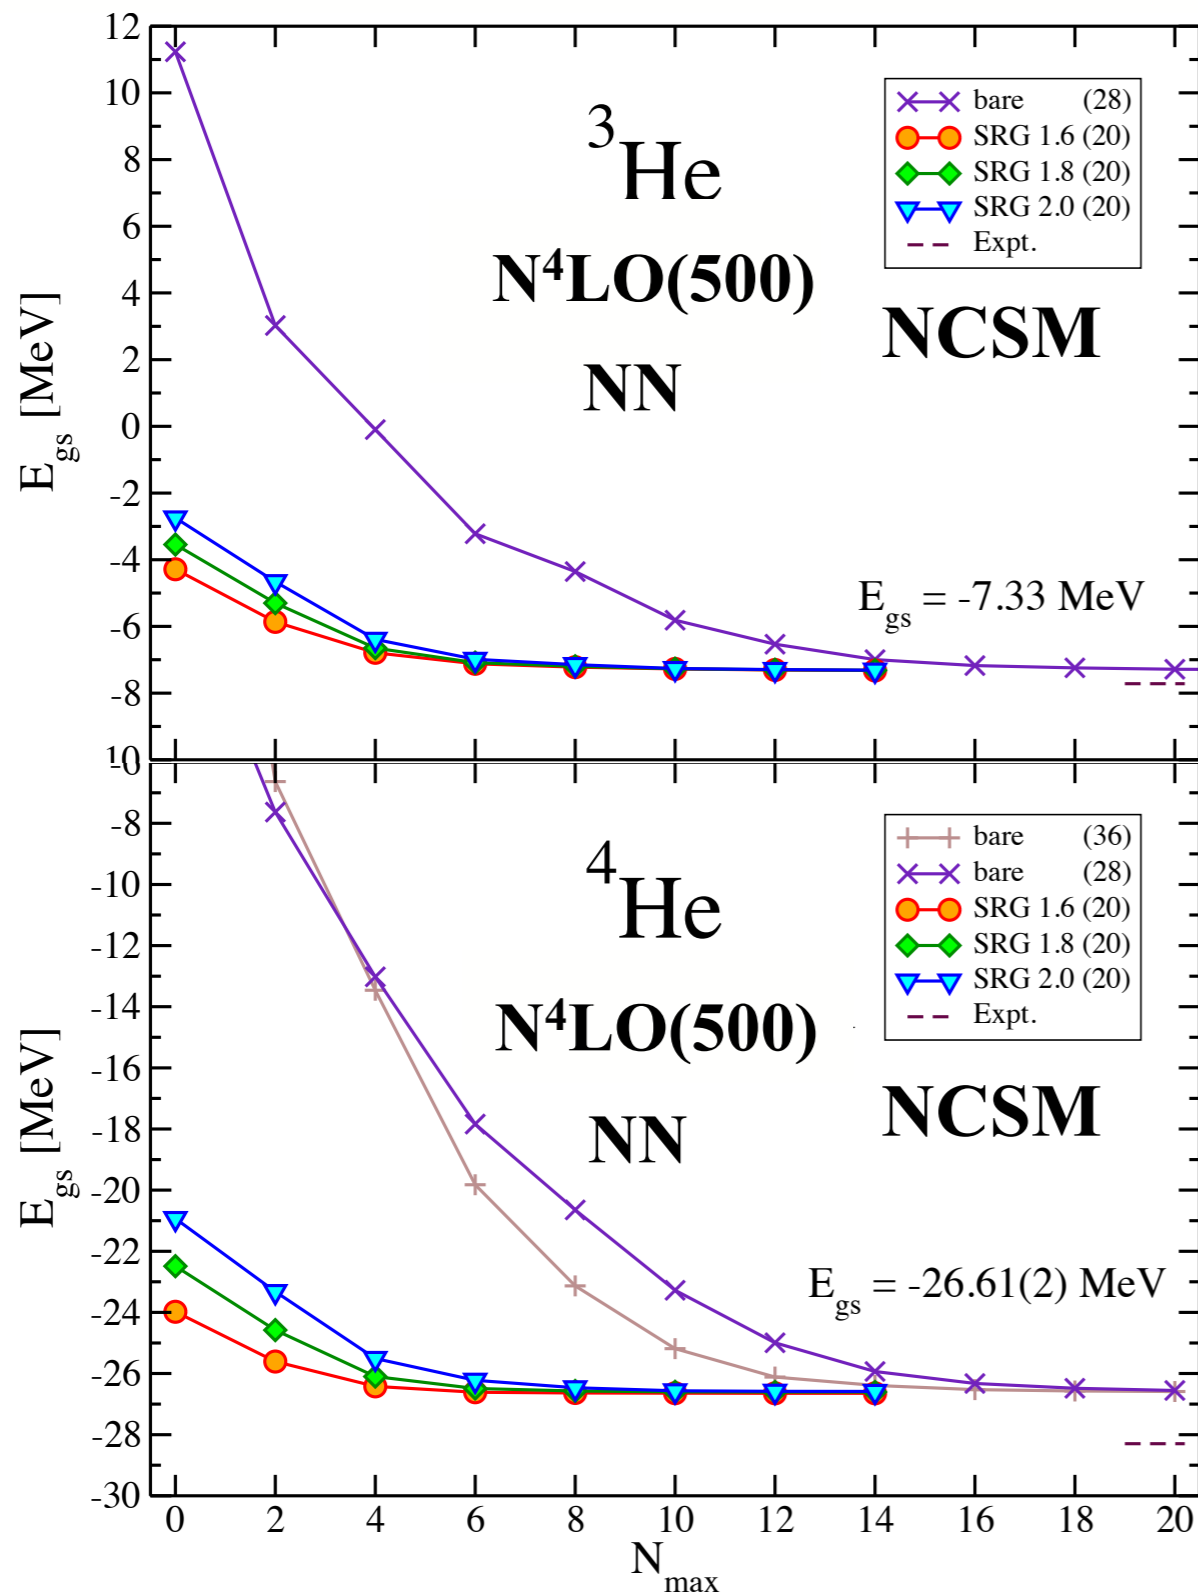 12
10
8
6
4
2
0
-2
-4
-6
-8
10
E_gs [MeV]
³He
N⁴LO(500)
NN
NCSM
bare (28)
SRG 1.6 (20)
SRG 1.8 (20)
SRG 2.0 (20)
Expt.
E_gs = -7.33 MeV
-8
-10
-12
-14
-16
-18
-20
-22
-24
-26
-28
-30
E_gs [MeV]
⁴He
N⁴LO(500)
NN
NCSM
bare (36)
bare (28)
SRG 1.6 (20)
SRG 1.8 (20)
SRG 2.0 (20)
Expt.
E_gs = -26.61(2) MeV
0 2 4 6 8 10 12 14 16 18 20
N_max